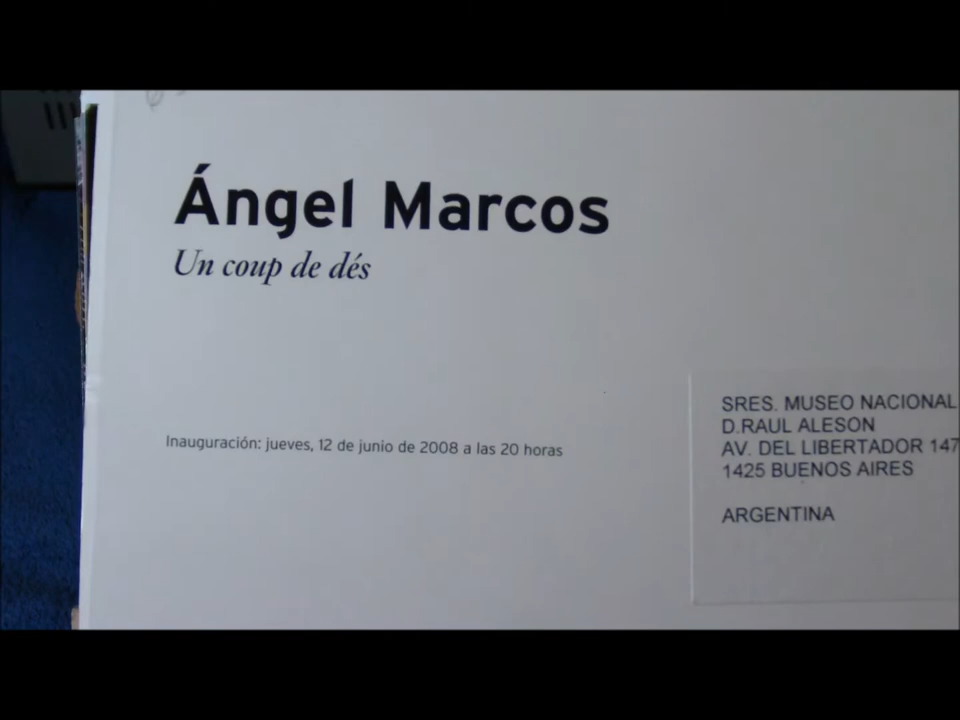 Ángel Marcos
Un coup de dés
Inauguración: jueves, 12 de junio de 2008 a las 20 horas
SRES. MUSEO NACIONAL
D.RAUL ALESON
AV. DEL LIBERTADOR 147
1425 BUENOS AIRES
ARGENTINA